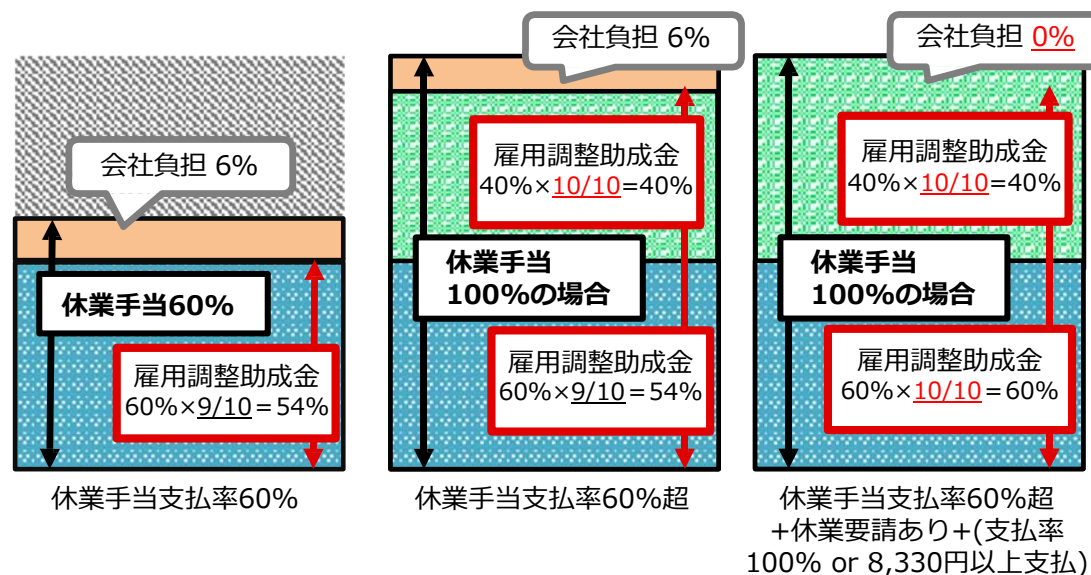 会社負担 6%
休業手当60%
雇用調整助成金
60%×9/10＝54%
休業手当支払率60%
会社負担 6%
雇用調整助成金
40%×10/10=40%
休業手当
100%の場合
雇用調整助成金
60%×9/10＝54%
休業手当支払率60%超
会社負担 0%
雇用調整助成金
40%×10/10=40%
休業手当
100%の場合
雇用調整助成金
60%×10/10＝60%
休業手当支払率60%超
+休業要請あり+(支払率
100% or 8,330円以上支払)